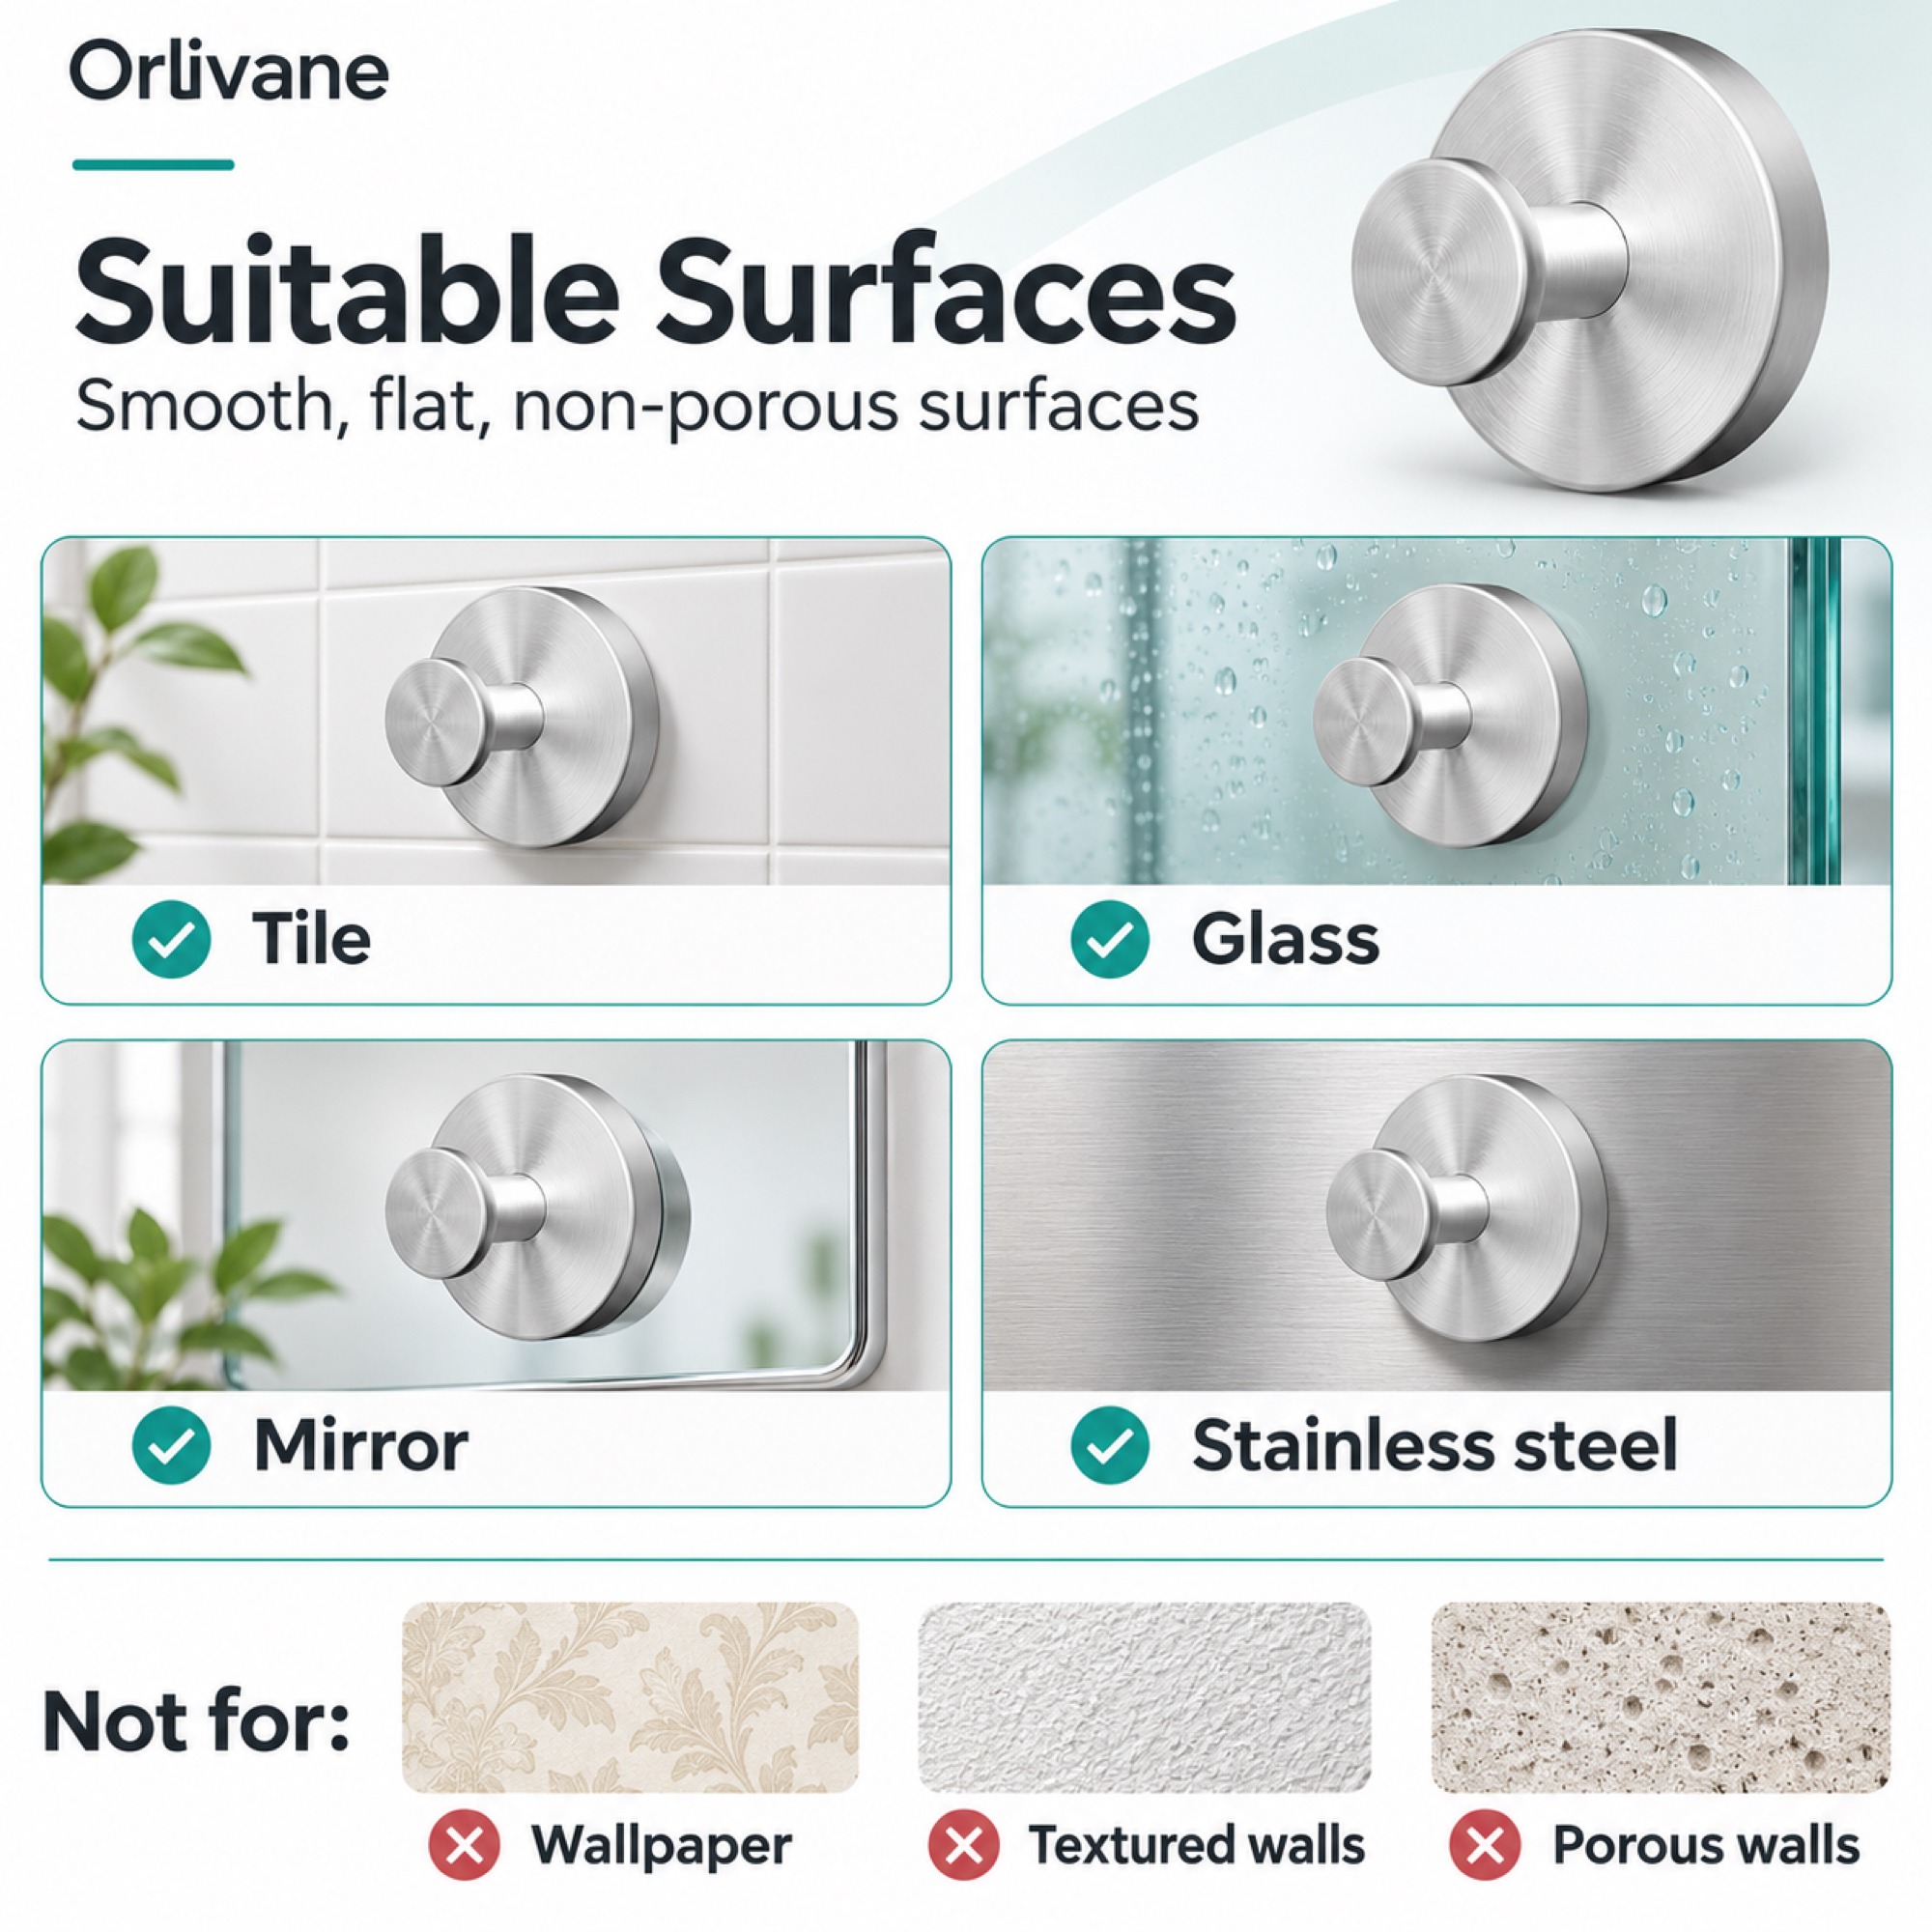 Orlivane
Suitable Surfaces
Smooth, flat, non-porous surfaces
Tile
Glass
Mirror
Stainless steel
Not for:
Wallpaper
Textured walls
Porous walls